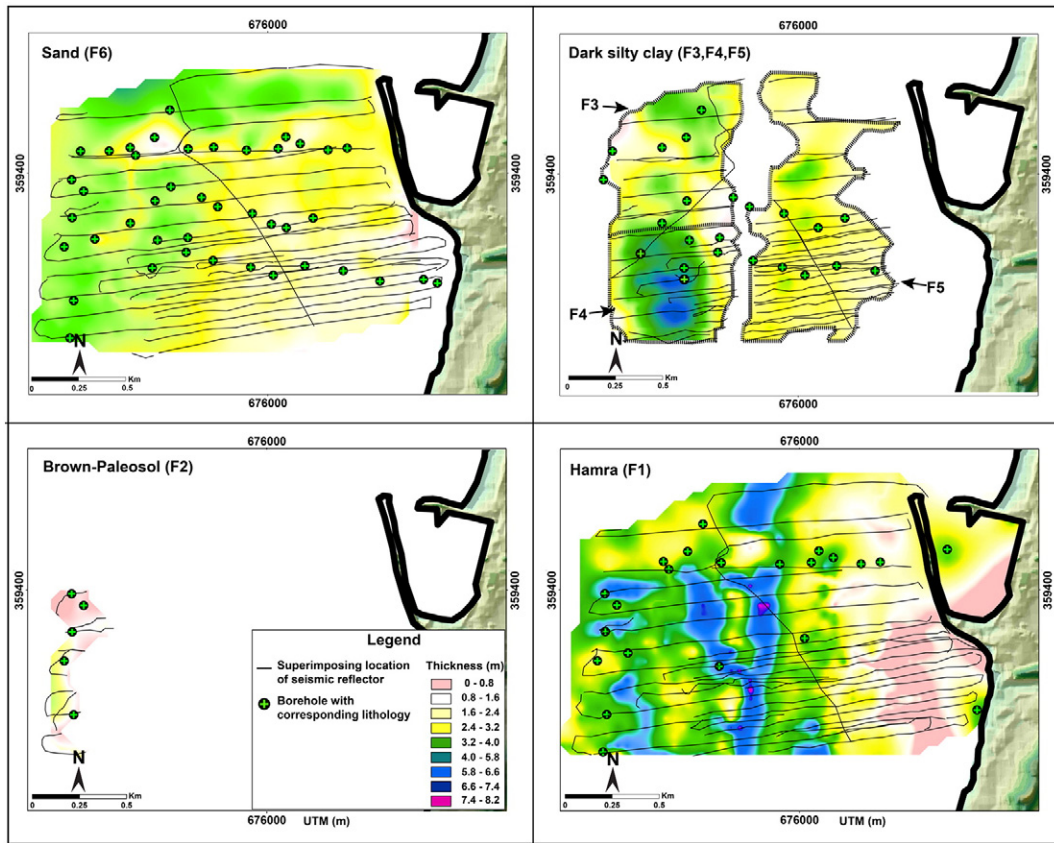 676000
676000
Sand (F6)
Dark silty clay (F3,F4,F5)
F3
359400
359400
359400
F5
F4
N
N
Km
Km
0 0.25 0.5
0 0.25 0.5
676000
676000
676000
676000
Brown-Paleosol (F2)
Hamra (F1)
359400
359400
359400
Legend
Superimposing location
of seismic reflector
Borehole with
corresponding lithology
Thickness (m)
0 - 0.8
0.8 - 1.6
1.6 - 2.4
2.4 - 3.2
3.2 - 4.0
4.0 - 5.8
5.8 - 6.6
6.6 - 7.4
7.4 - 8.2
N
N
Km
Km
0 0.25 0.5
0 0.25 0.5
676000 UTM (m)
676000 UTM (m)